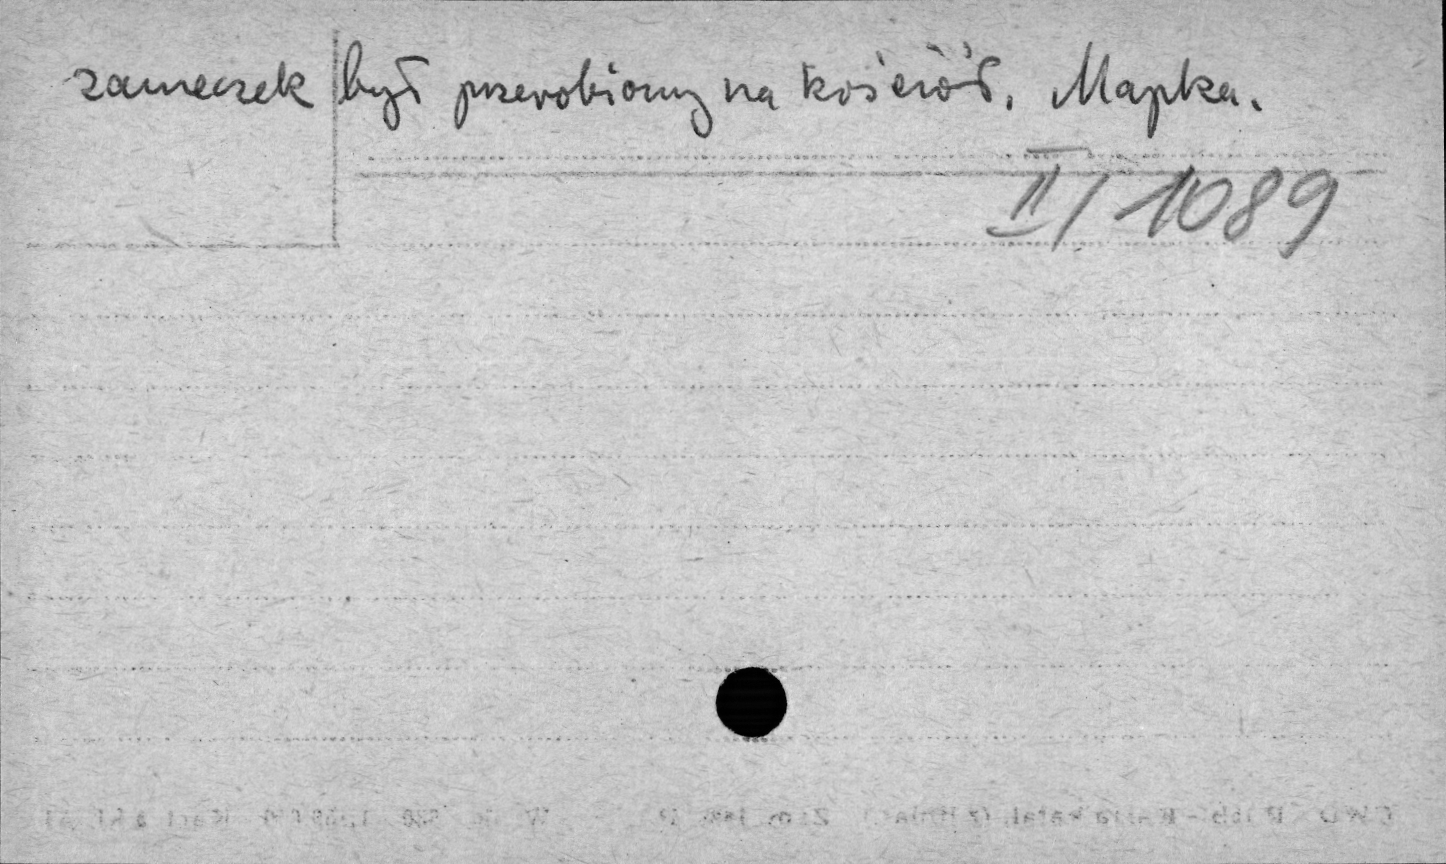 zameczek był przerobiony na kościół. Mapka.
II/1089